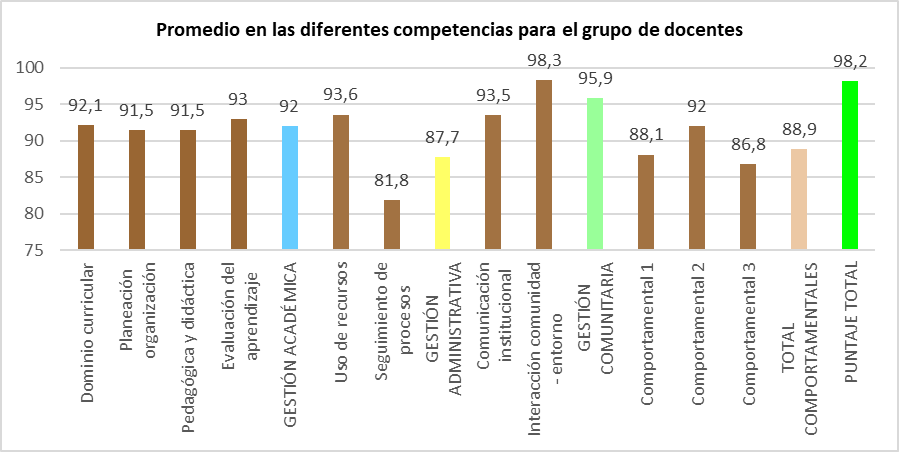 Promedio en las diferentes competencias para el grupo de docentes
100
95
90
85
80
75
92,1
91,5
91,5
93
92
93,6
81,8
87,7
93,5
98,3
95,9
88,1
92
86,8
88,9
98,2
Dominio curricular
Planeación
organización
Pedagógica y didáctica
Evaluación del
aprendizaje
GESTIÓN ACADÉMICA
Uso de recursos
Seguimiento de
procesos
GESTIÓN
ADMINISTRATIVA
Comunicación
institucional
Interacción comunidad
- entorno
GESTIÓN
COMUNITARIA
Comportamental 1
Comportamental 2
Comportamental 3
TOTAL
COMPORTAMENTALES
PUNTAJE TOTAL